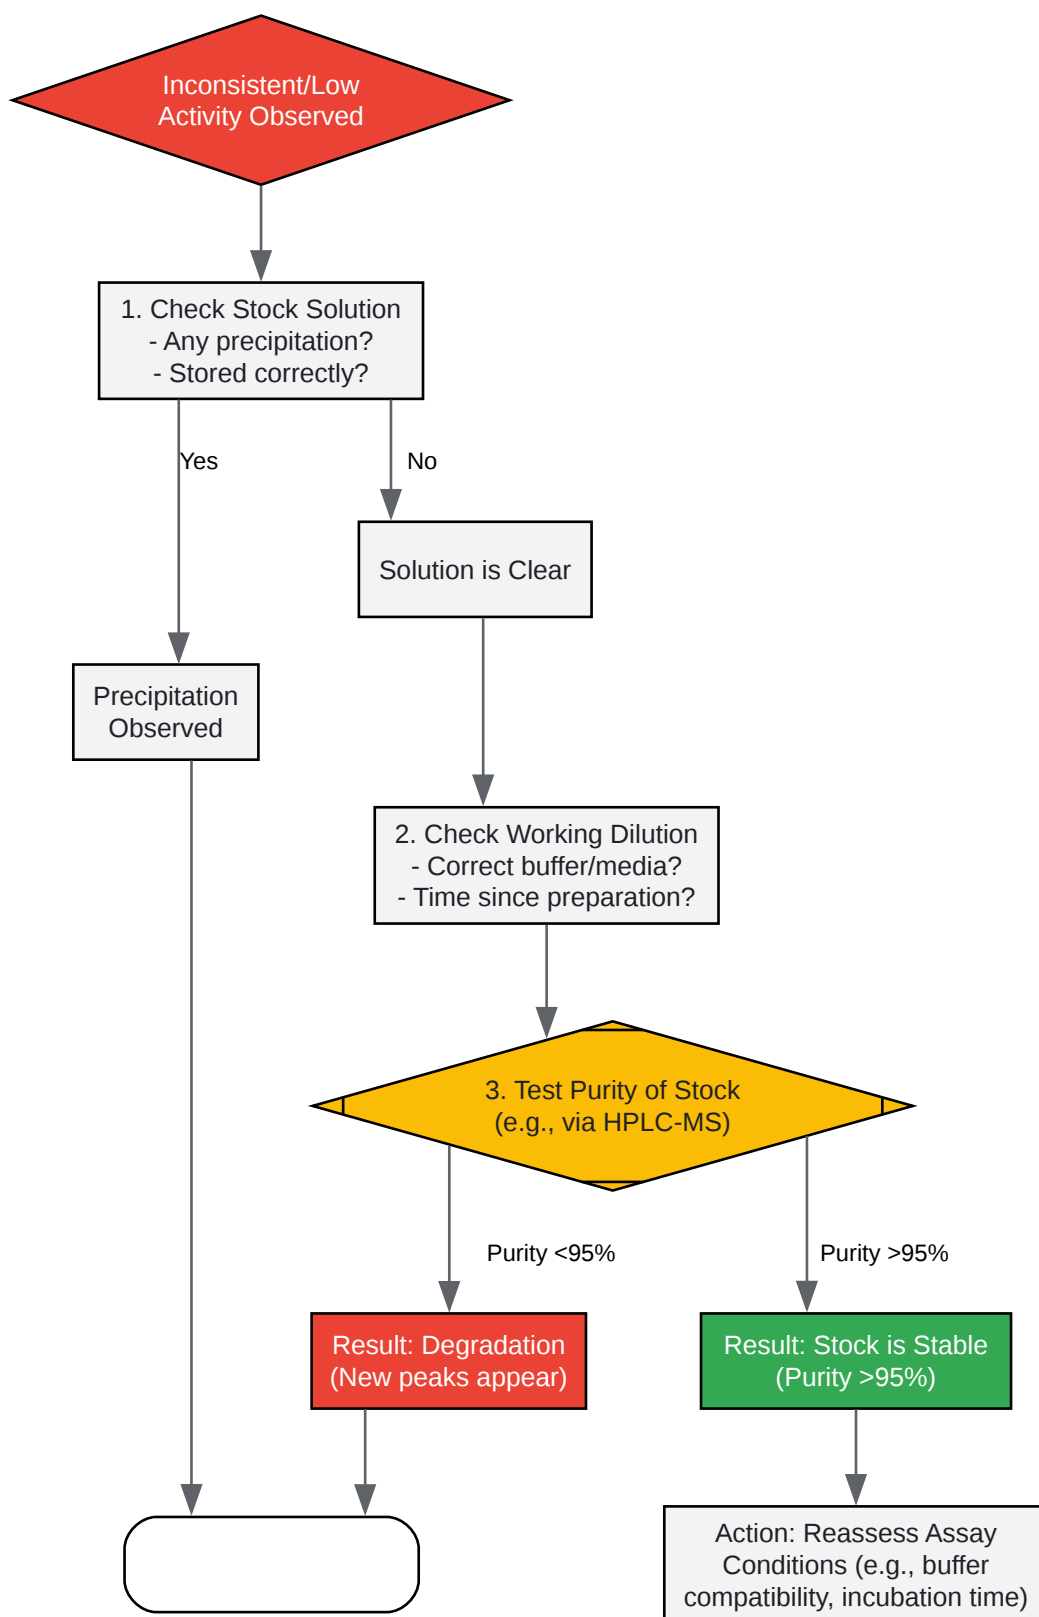 Inconsistent/Low
Activity Observed
1. Check Stock Solution
- Any precipitation?
- Stored correctly?
Yes
No
Solution is Clear
Precipitation
Observed
2. Check Working Dilution
- Correct buffer/media?
- Time since preparation?
3. Test Purity of Stock
(e.g., via HPLC-MS)
Purity <95%
Purity >95%
Result: Degradation
(New peaks appear)
Result: Stock is Stable
(Purity >95%)
Action: Reassess Assay
Conditions (e.g., buffer
compatibility, incubation time)